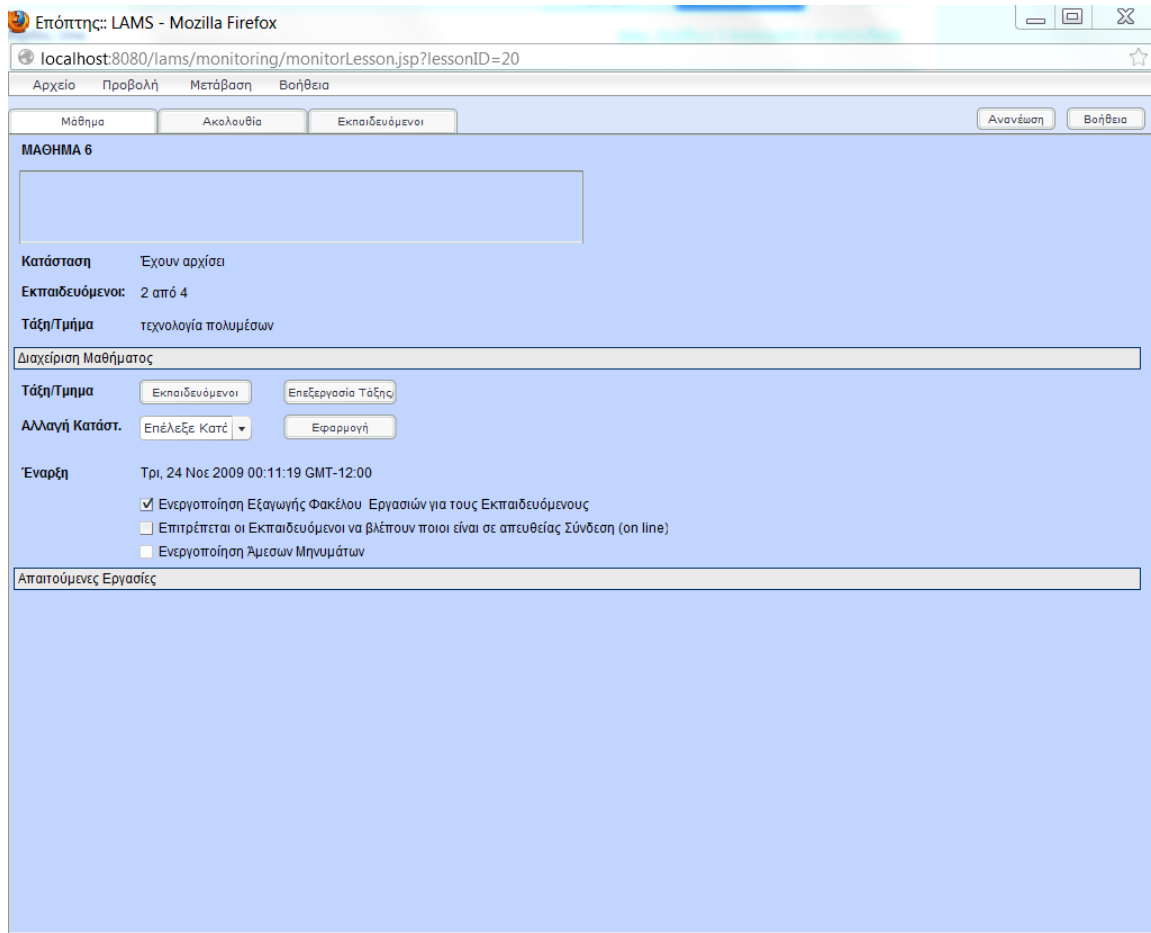 Επόπτης:: LAMS - Mozilla Firefox
localhost:8080/lams/monitoring/monitorLesson.jsp?lessonID=20
Αρχείο Προβολή Μετάβαση Βοήθεια
Μάθημα Ακολουθία Εκπαιδευόμενοι Ανανέωση Βοήθεια
ΜΑΘΗΜΑ 6
Κατάσταση Έχουν αρχίσει
Εκπαιδευόμενοι: 2 από 4
Τάξη/Τμήμα τεχνολογία πολυμέσων
Διαχείριση Μαθήματος
Τάξη/Τμημα Εκπαιδευόμενοι Επεξεργασία Τάξης/
Αλλαγή Κατάστ. Επέλεξε Κατά Εφαρμογή
Έναρξη Τρι, 24 Νοε 2009 00:11:19 GMT-12:00
Ενεργοποίηση Εξαγωγής Φακέλου Εργασιών για τους Εκπαιδευόμενους
Επιτρέπεται οι Εκπαιδευόμενοι να βλέπουν ποιοι είναι σε απευθείας Σύνδεση (on line)
Ενεργοποίηση Άμεσων Μηνυμάτων
Απαιτούμενες Εργασίες